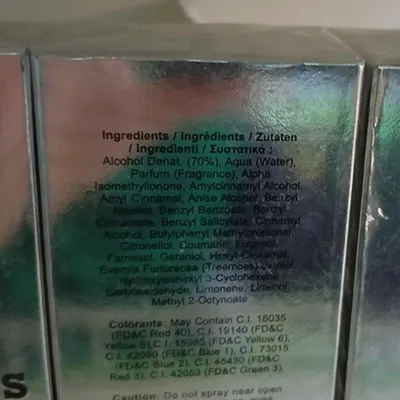 Ingredients / Ingrédients / Zutaten
/ Ingredienti / Συστατικά :
Alcohol Denat. (70%), Aqua (Water),
Parfum (Fragrance), Alpha
Isomethylionone, Amylcinnamyl Alcohol,
Amyl Cinnamal, Anise Alcohol, Benzyl
Alcohol, Benzyl Benzoate, Benzyl
Cinnamate, Benzyl Salicylate, Cinnamyl
Alcohol, Butylphenyl Methylpropional,
Citronellol, Coumarin, Eugenol,
Farnesol, Geraniol, Hexyl Cinnamal,
Evernia Furfuracea (Treemoss) extract,
Hydroxyisohexyl 3-Cyclohexene
Carboxaldehyde, Limonene, Linalool,
Methyl 2-Octynoate
Colorants: May Contain C.I. 16035
(FD&C Red 40), C.I. 19140 (FD&C
Yellow 5), C.I. 15985 (FD&C Yellow 6),
C.I. 42090 (FD&C Blue 1), C.I. 73015
(FD&C Blue 2), C.I. 45430 (FD&C
Red 3), C.I. 42053 (FD&C Green 3).
Caution: Do not spray near open
S